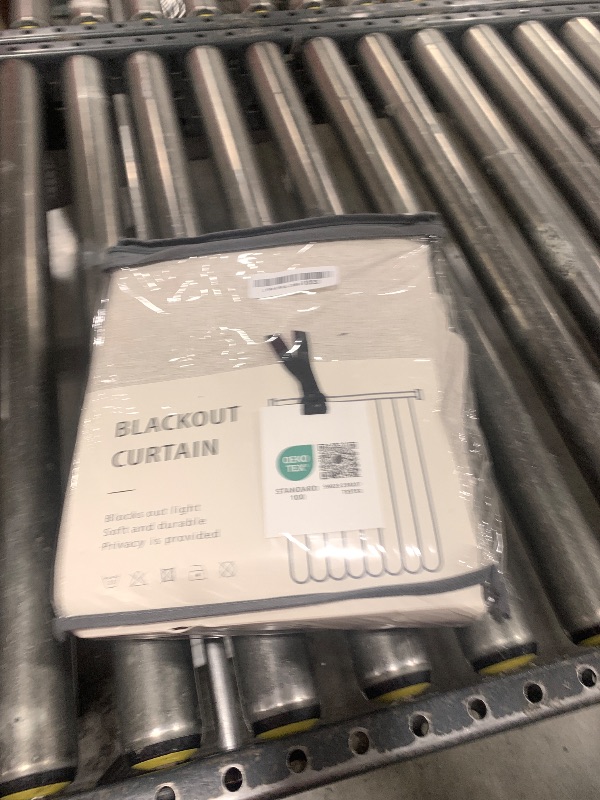 BLACKOUT
CURTAIN
Blocks out light
Soft and durable
Privacy is provided
OEKO
TEX®
STANDARD
100